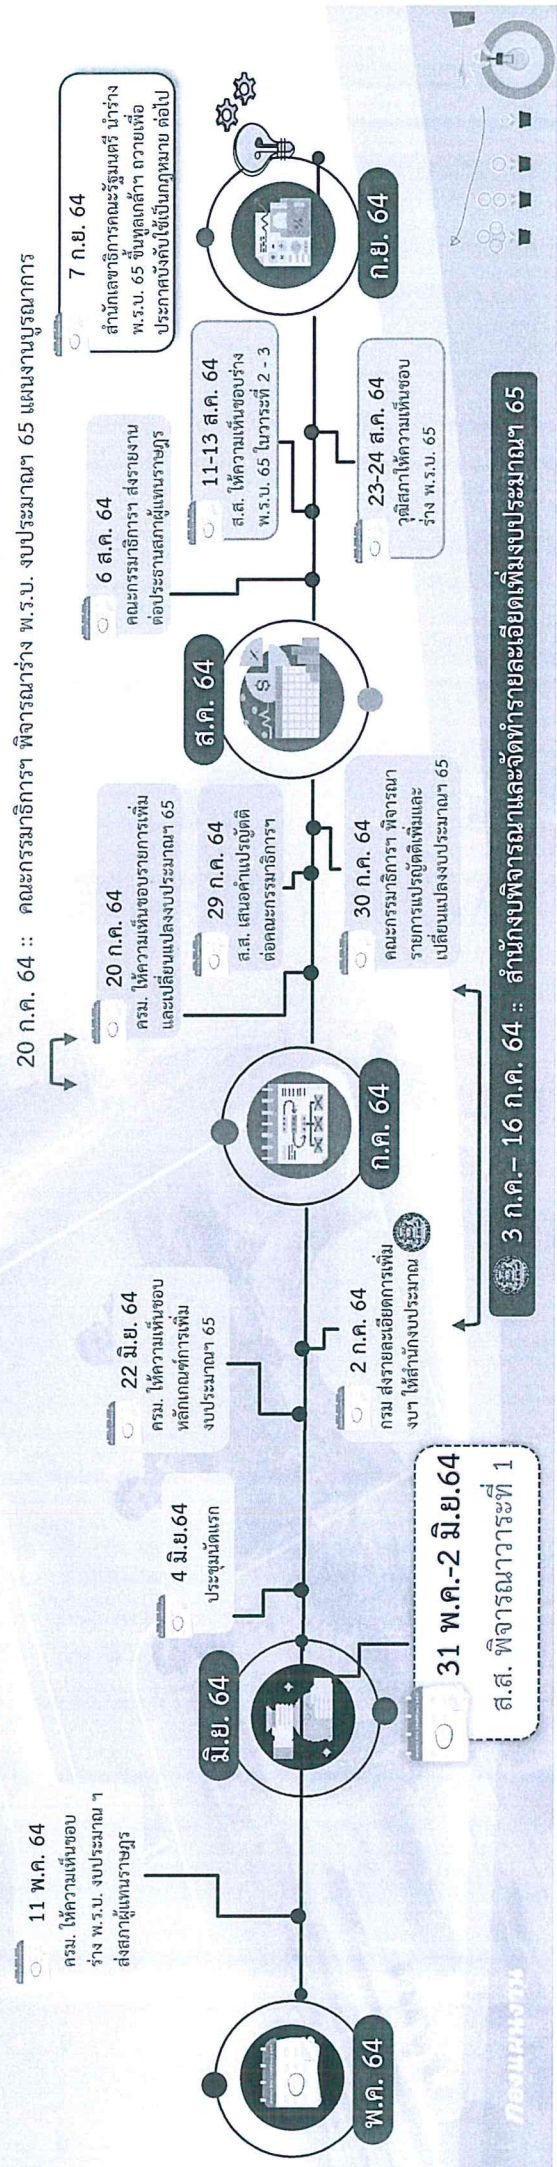 20 ก.ค. 64 :: คณะกรรมาธิการฯ พิจารณาร่าง พ.ร.บ. งบประมาณฯ 65 แผนงานบูรณาการ
พ.ค. 64
11 พ.ค. 64
ครม. ให้ความเห็นชอบ
ร่าง พ.ร.บ. งบประมาณ ฯ
ส่งสภาผู้แทนราษฎร
มิ.ย. 64
31 พ.ค.-2 มิ.ย.64
ส.ส. พิจารณาวาระที่ 1
4 มิ.ย.64
ประชุมนัดแรก
22 มิ.ย. 64
ครม. ให้ความเห็นชอบ
หลักเกณฑ์การเพิ่ม
งบประมาณฯ 65
2 ก.ค. 64
กรม ส่งรายละเอียดการเพิ่ม
งบฯ ให้สำนักงบประมาณ
ก.ค. 64
20 ก.ค. 64
ครม. ให้ความเห็นชอบรายการเพิ่ม
และเปลี่ยนแปลงงบประมาณฯ 65
29 ก.ค. 64
ส.ส. เสนอคำแปรญัตติ
ต่อคณะกรรมาธิการฯ
30 ก.ค. 64
คณะกรรมาธิการฯ พิจารณา
รายการแปรญัตติเพิ่มและ
เปลี่ยนแปลงงบประมาณฯ 65
ส.ค. 64
6 ส.ค. 64
คณะกรรมาธิการฯ ส่งรายงาน
ต่อประธานสภาผู้แทนราษฎร
11-13 ส.ค. 64
ส.ส. ให้ความเห็นชอบร่าง
พ.ร.บ. 65 ในวาระที่ 2 - 3
23-24 ส.ค. 64
วุฒิสภาให้ความเห็นชอบ
ร่าง พ.ร.บ. 65
ก.ย. 64
7 ก.ย. 64
สำนักเลขาธิการคณะรัฐมนตรี นำร่าง
พ.ร.บ. 65 ขึ้นทูลเกล้าฯ ถวายเพื่อ
ประกาศบังคับใช้เป็นกฎหมาย ต่อไป
3 ก.ค.– 16 ก.ค. 64 :: สำนักงบพิจารณาและจัดทำรายละเอียดเพิ่มงบประมาณฯ 65
กองแผนงาน